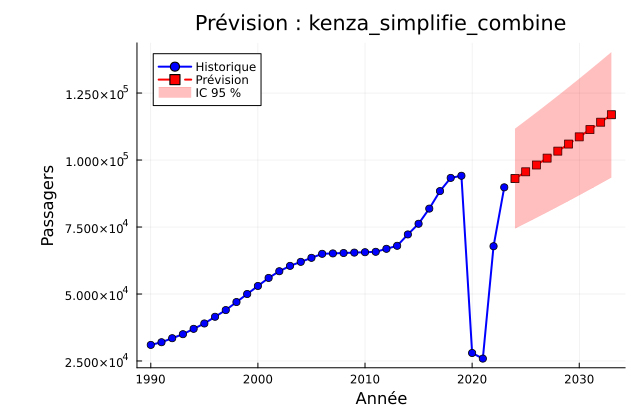 Prévision : kenza_simplifie_combine
Historique
Prévision
IC 95 %
1.250×10⁵
1.000×10⁵
7.500×10⁴
5.000×10⁴
2.500×10⁴
Passagers
1990
2000
2010
2020
2030
Année